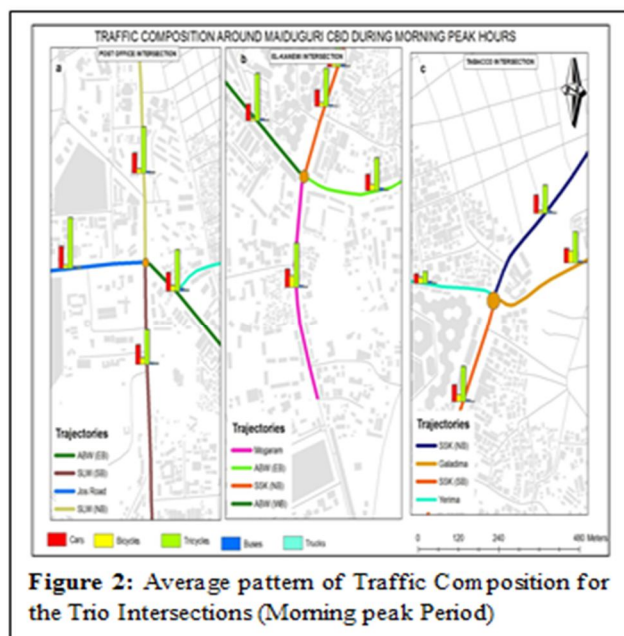 TRAFFIC COMPOSITION AROUND MAIDUGURI CBD DURING MORNING PEAK HOURS
a
POST OFFICE INTERSECTION
b
EL-KANEMI INTERSECTION
c
TABACCO INTERSECTION
Trajectories
ABW (EB)
SLW (SB)
Jos Road
SLW (NB)
Trajectories
Mogaram
ABW (EB)
SSK (NB)
ABW (WB)
Trajectories
SSK (NB)
Galadima
SSK (SB)
Yerima
Cars
Bicycles
Tricycles
Buses
Trucks
0 120 240 480 Meters
Figure 2: Average pattern of Traffic Composition for
the Trio Intersections (Morning peak Period)